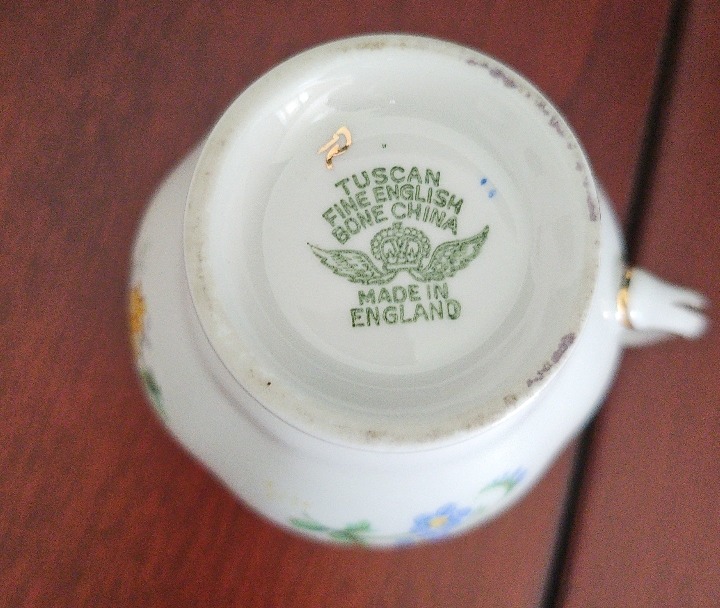 TUSCAN
FINE ENGLISH
BONE CHINA
MADE IN
ENGLAND